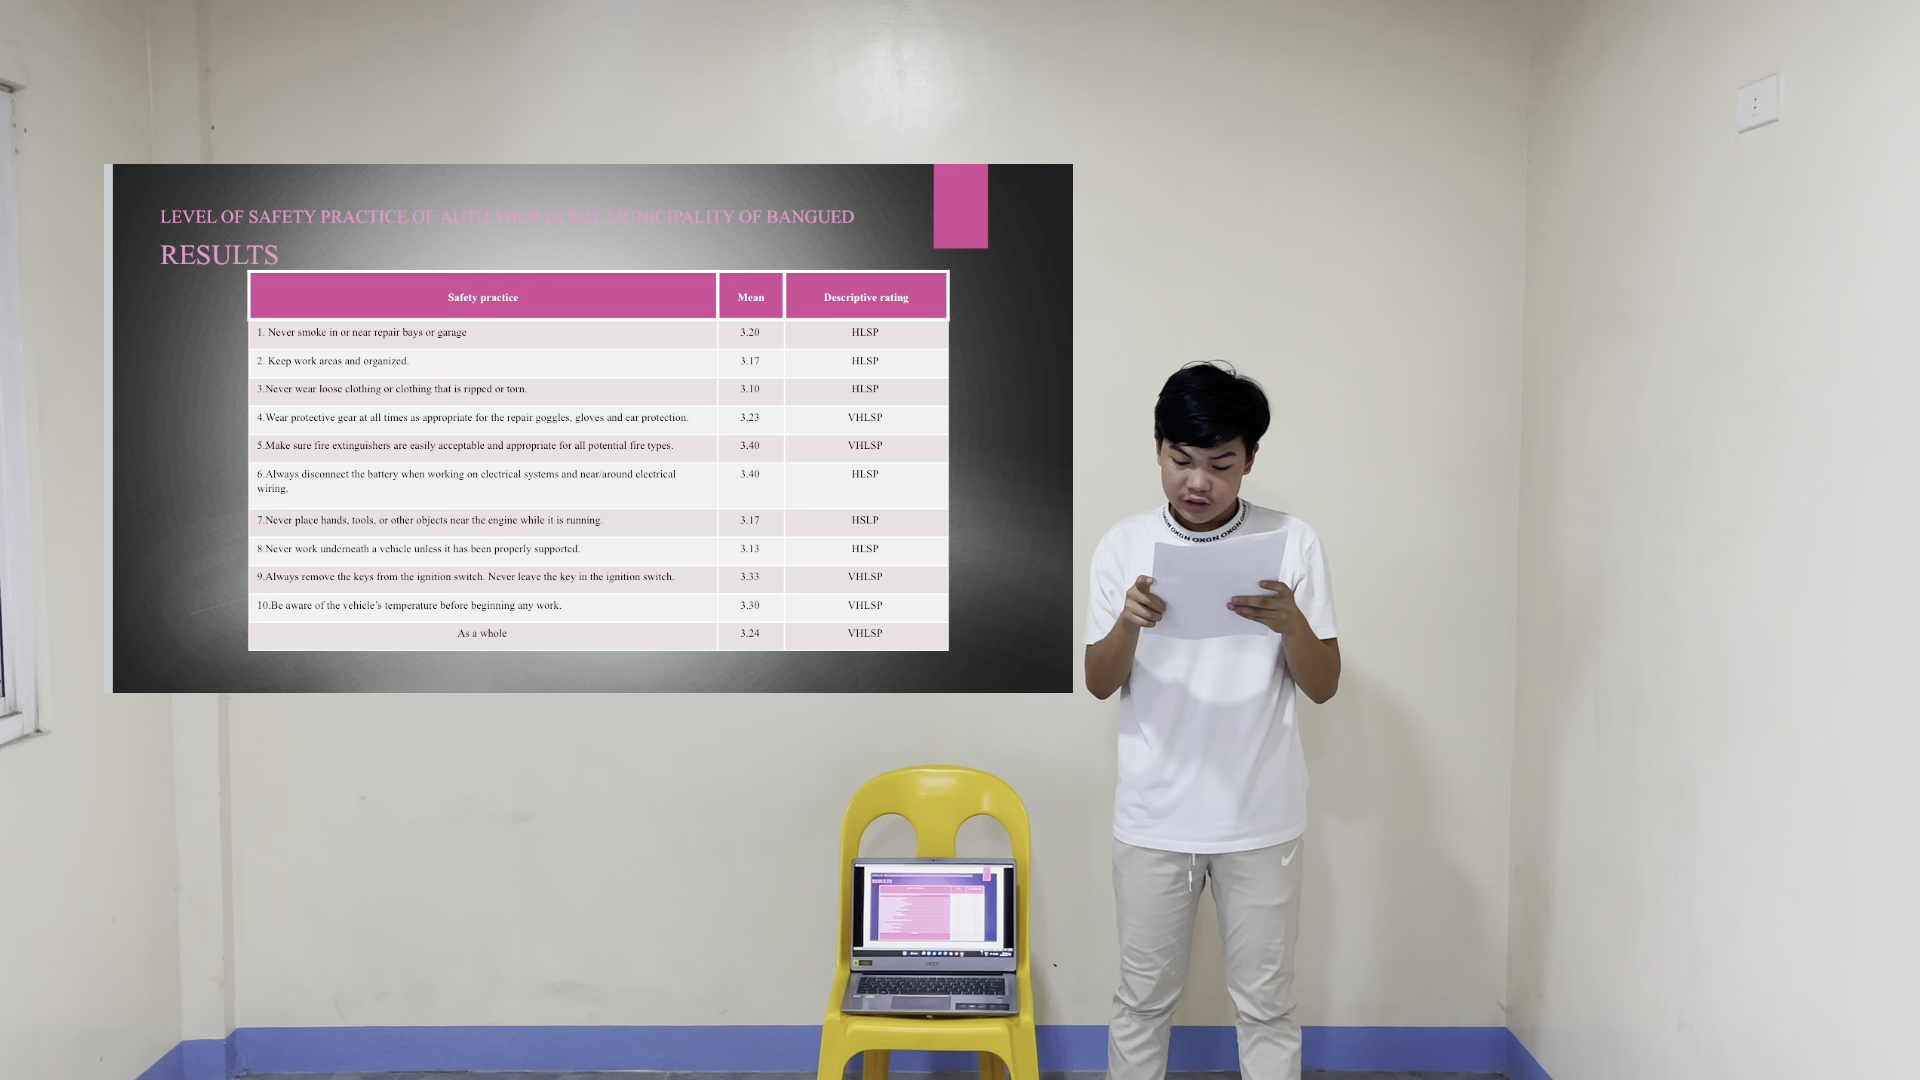 LEVEL OF SAFETY PRACTICE OF AUTO SHOP IN THE MUNICIPALITY OF BANGUED
RESULTS
Safety practice Mean Descriptive rating
1. Never smoke in or near repair bays or garage 3.20 HLSP
2. Keep work areas and organized. 3.17 HLSP
3.Never wear loose clothing or clothing that is ripped or torn. 3.10 HLSP
4.Wear protective gear at all times as appropriate for the repair goggles, gloves and ear protection. 3.23 VHLSP
5.Make sure fire extinguishers are easily acceptable and appropriate for all potential fire types. 3.40 VHLSP
6.Always disconnect the battery when working on electrical systems and near/around electrical 3.40 HLSP
wiring.
7.Never place hands, tools, or other objects near the engine while it is running. 3.17 HSLP
8.Never work underneath a vehicle unless it has been properly supported. 3.13 HLSP
9.Always remove the keys from the ignition switch. Never leave the key in the ignition switch. 3.33 VHLSP
10.Be aware of the vehicle's temperature before beginning any work. 3.30 VHLSP
As a whole 3.24 VHLSP
OXGN OXGN OXGN OXGN
RESULTS
acer